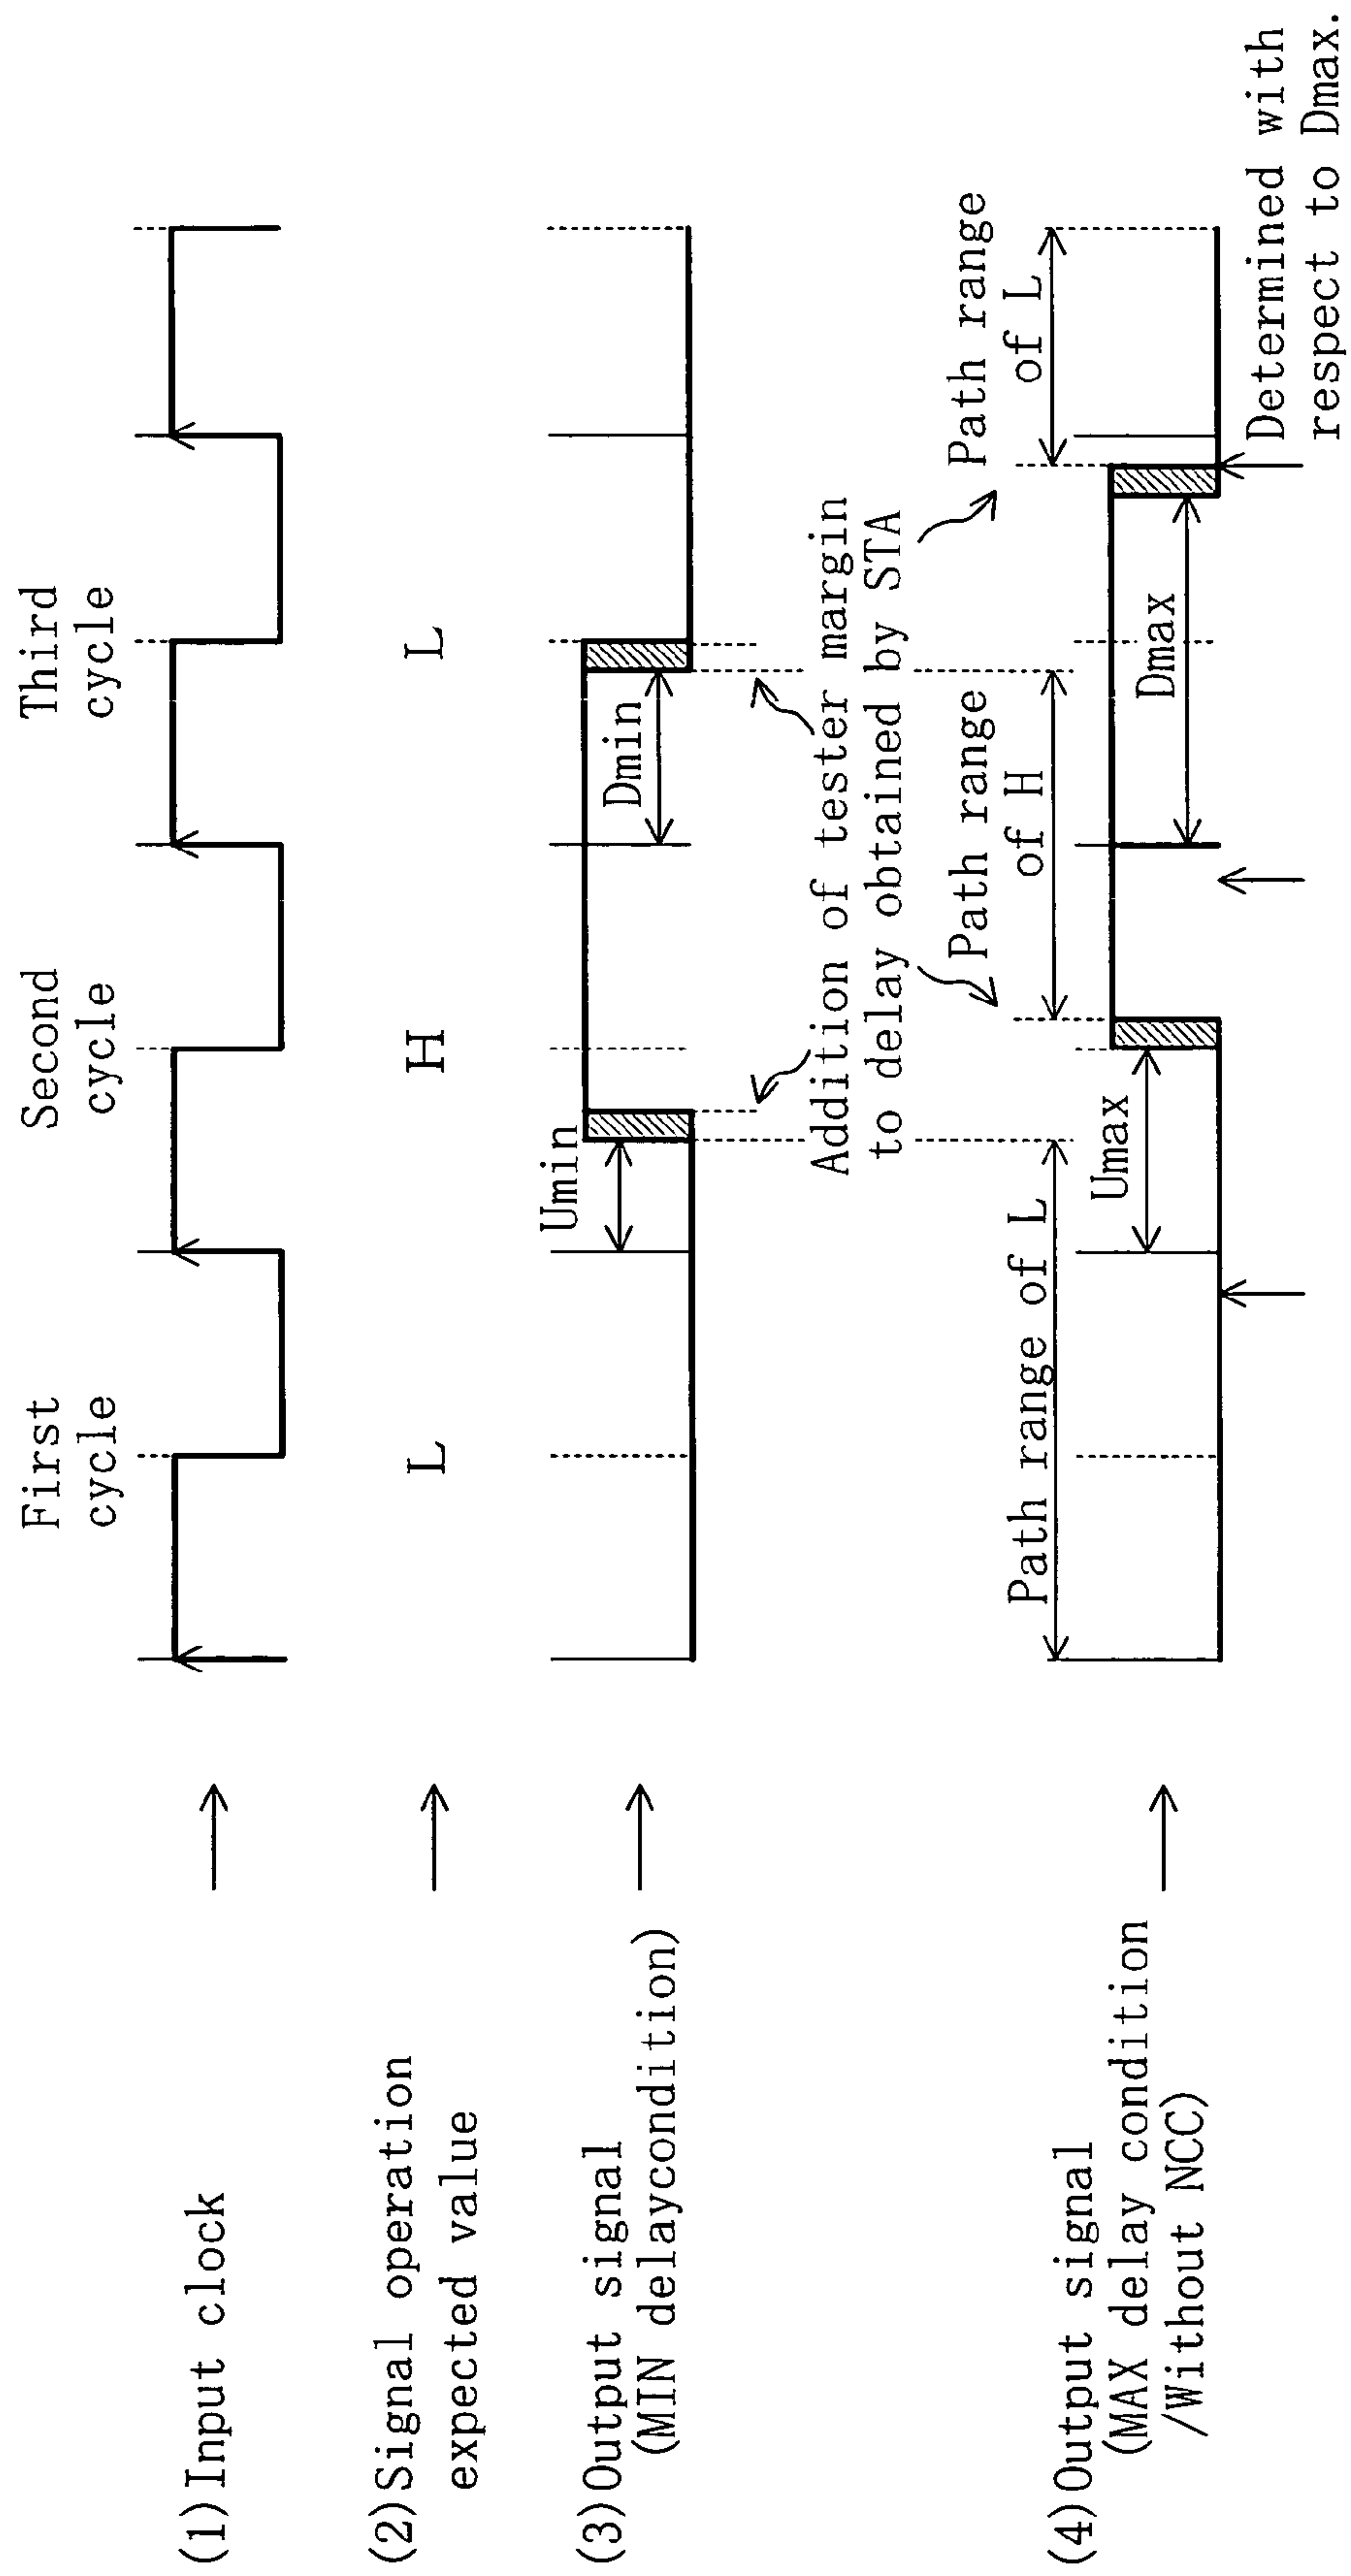 First
cycle
Second
cycle
Third
cycle
(1)Input clock
(2)Signal operation
expected value
L
H
L
(3)Output signal
(MIN delaycondition)
Umin
Dmin
Addition of tester margin
to delay obtained by STA
Path range of L
Path range
of H
Path range
of L
(4)Output signal
(MAX delay condition
/Without NCC)
Umax
Dmax
Determined with
respect to Dmax.